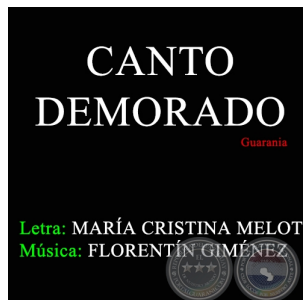 CANTO
DEMORADO
Guarania
Letra: MARÍA CRISTINA MELOT
Música: FLORENTÍN GIMÉNEZ